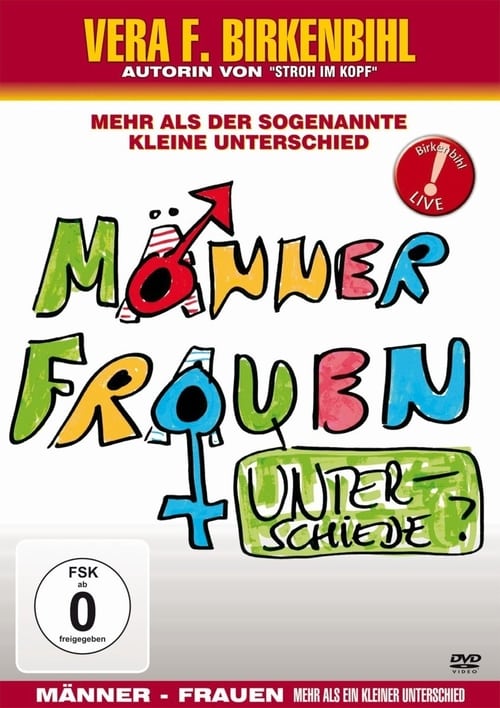 VERA F. BIRKENBIHL
AUTORIN VON "STROH IM KOPF"
MEHR ALS DER SOGENANNTE
KLEINE UNTERSCHIED
Birkenbihl
!
LIVE
MÄNNER
FRAUEN
UNTER-
SCHIEDE?
FSK
ab
0
freigegeben
DVD
VIDEO
MÄNNER - FRAUEN MEHR ALS EIN KLEINER UNTERSCHIED